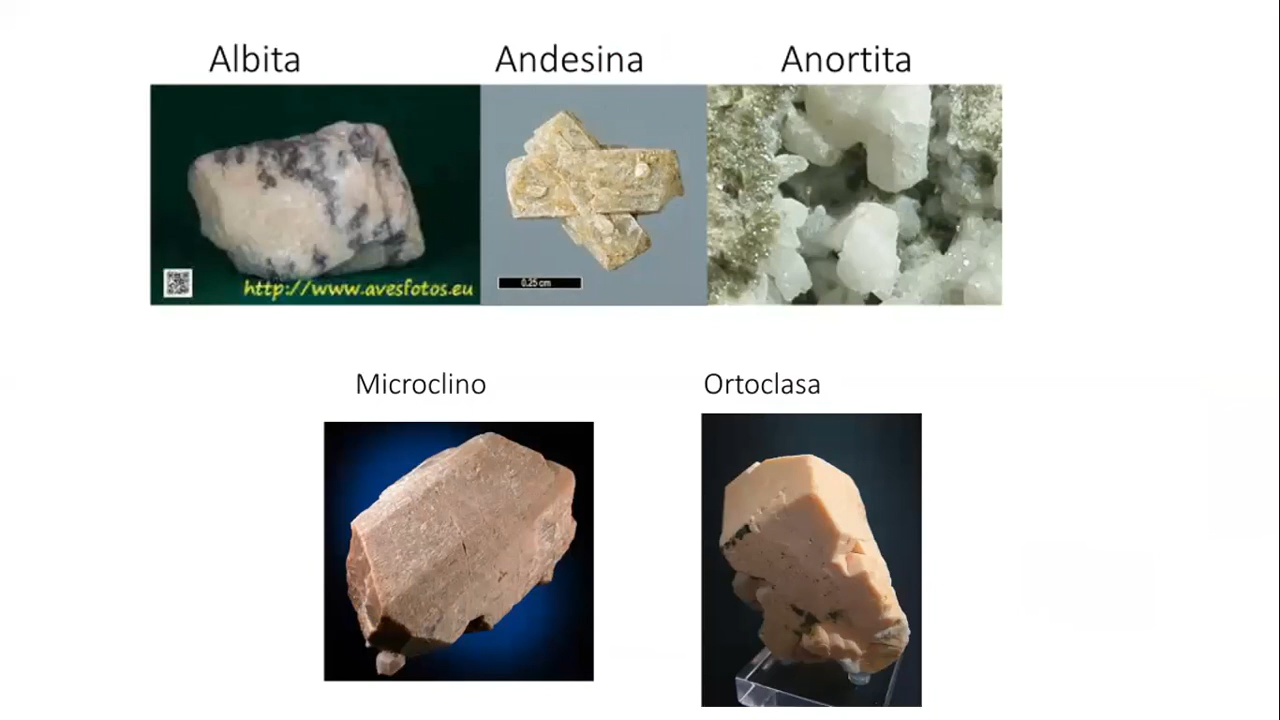 Albita
Andesina
Anortita
http://www.avesfotos.eu
0.25 cm
Microclino
Ortoclasa